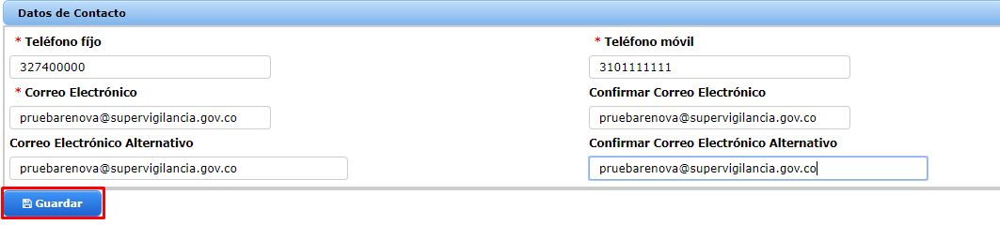 Datos de Contacto
* Teléfono fíjo
* Teléfono móvil
327400000
3101111111
* Correo Electrónico
Confirmar Correo Electrónico
pruebarenova@supervigilancia.gov.co
pruebarenova@supervigilancia.gov.co
Correo Electrónico Alternativo
Confirmar Correo Electrónico Alternativo
pruebarenova@supervigilancia.gov.co
pruebarenova@supervigilancia.gov.co
Guardar